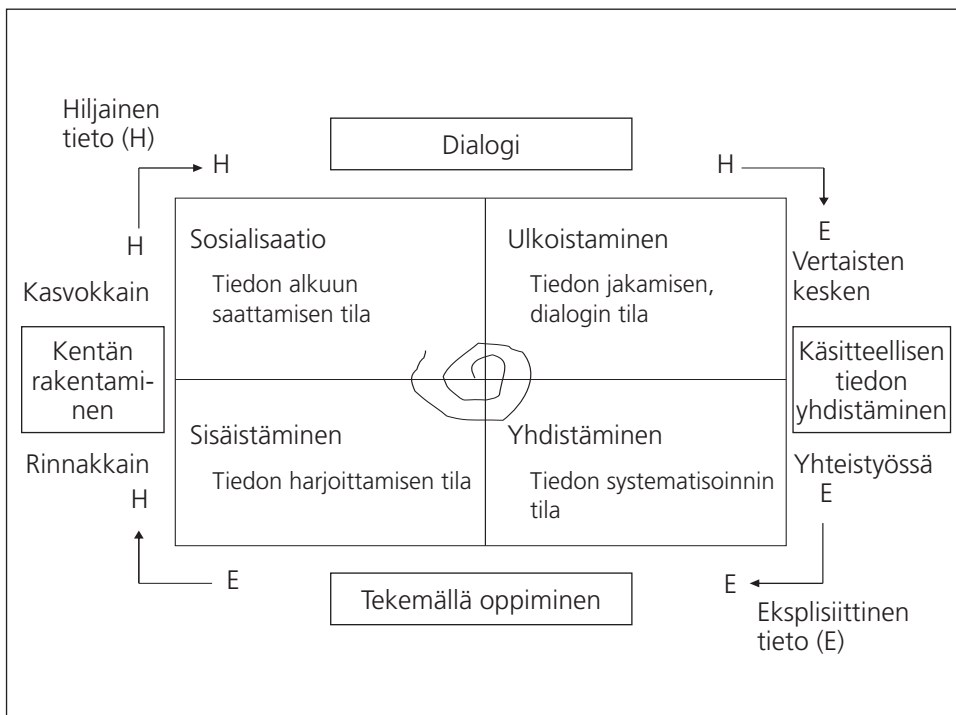 Hiljainen
tieto (H)
Dialogi
H
H
H
E
Sosialisaatio
Ulkoistaminen
Kasvokkain
Tiedon alkuun
saattamisen tila
Tiedon jakamisen,
dialogin tila
Vertaisten
kesken
Kentän
rakentami-
nen
Käsitteellisen
tiedon
yhdistäminen
Sisäistäminen
Yhdistäminen
Rinnakkain
Tiedon harjoittamisen tila
Tiedon systematisoinnin
tila
Yhteistyössä
H
E
E
E
Tekemällä oppiminen
Eksplisiittinen
tieto (E)